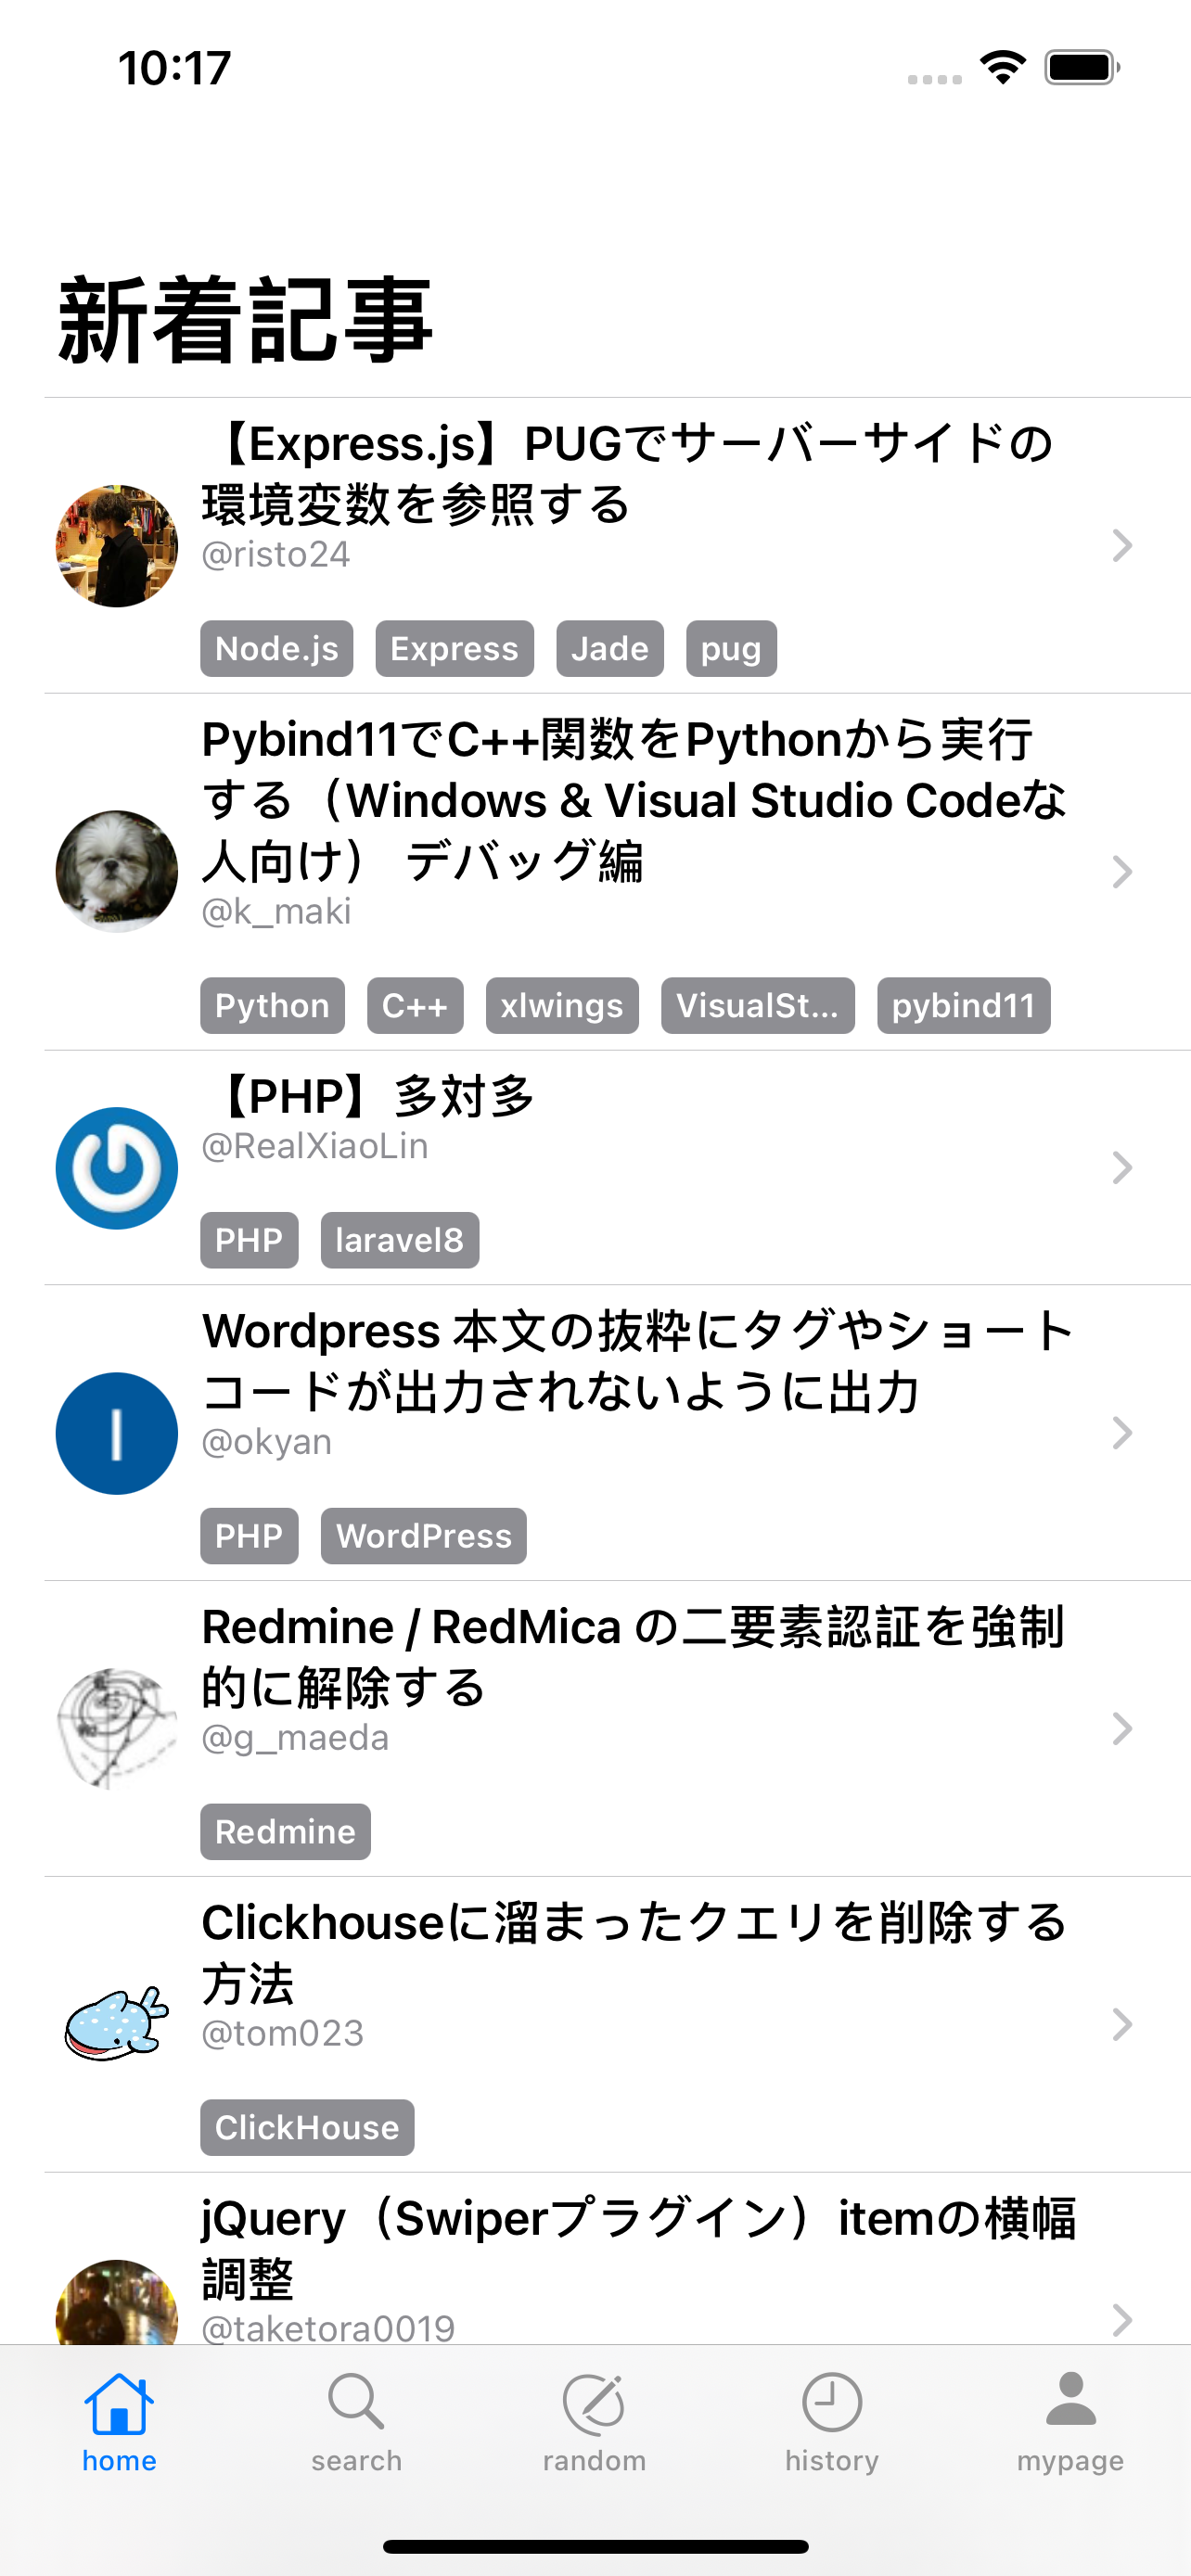 10:17
新着記事
【Express.js】PUGでサーバーサイドの
環境変数を参照する
@risto24
Node.js Express Jade pug
Pybind11でC++関数をPythonから実行
する（Windows & Visual Studio Codeな
人向け） デバッグ編
@k_maki
Python C++ xlwings VisualSt... pybind11
【PHP】多対多
@RealXiaoLin
PHP laravel8
Wordpress 本文の抜粋にタグやショート
コードが出力されないように出力
@okyan
PHP WordPress
Redmine / RedMica の二要素認証を強制
的に解除する
@g_maeda
Redmine
Clickhouseに溜まったクエリを削除する
方法
@tom023
ClickHouse
jQuery（Swiperプラグイン）itemの横幅
調整
@taketora0019
home search random history mypage